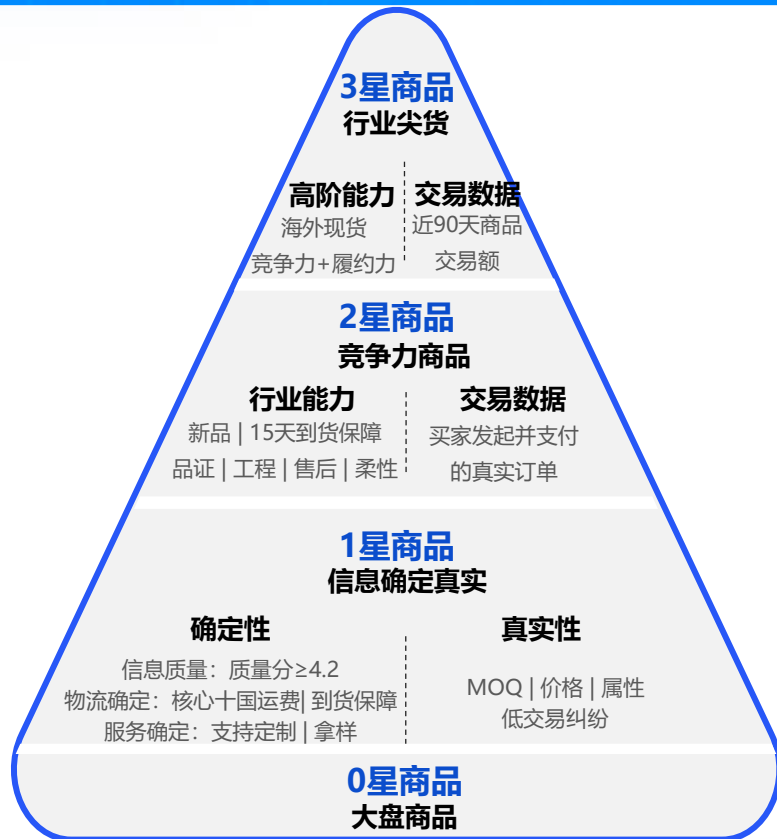 3星商品
行业尖货
高阶能力
海外现货
竞争力+履约力
交易数据
近90天商品
交易额
2星商品
竞争力商品
行业能力
新品 | 15天到货保障
品证 | 工程 | 售后 | 柔性
交易数据
买家发起并支付
的真实订单
1星商品
信息确定真实
确定性
信息质量：质量分≥4.2
物流确定：核心十国运费| 到货保障
服务确定：支持定制 | 拿样
真实性
MOQ | 价格 | 属性
低交易纠纷
0星商品
大盘商品